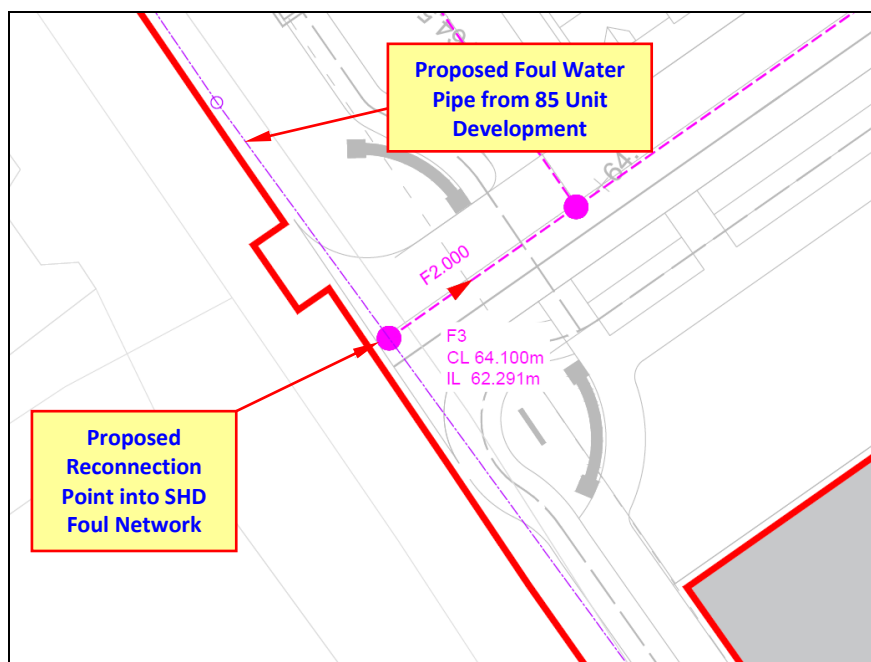 Proposed Foul Water
Pipe from 85 Unit
Development
F2.000
F3
CL 64.100m
IL 62.291m
Proposed
Reconnection
Point into SHD
Foul Network